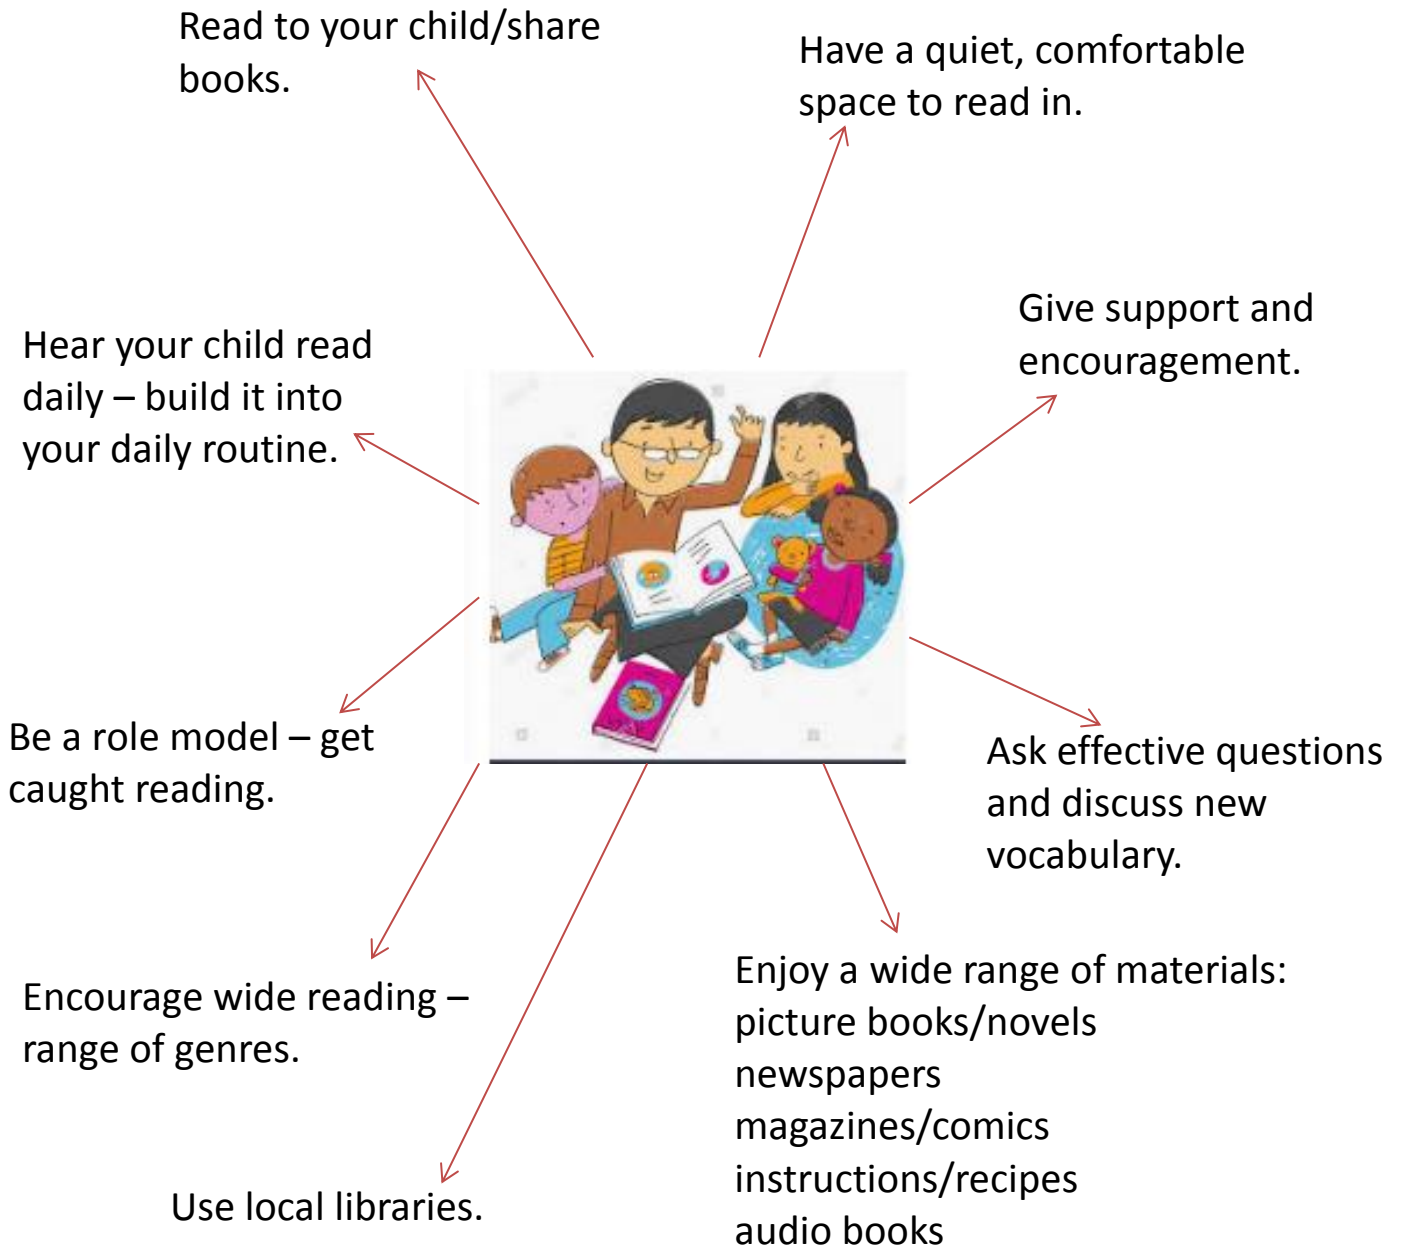 Read to your child/share
books.
Have a quiet, comfortable
space to read in.
Give support and
encouragement.
Hear your child read
daily – build it into
your daily routine.
Be a role model – get
caught reading.
Ask effective questions
and discuss new
vocabulary.
Encourage wide reading –
range of genres.
Enjoy a wide range of materials:
picture books/novels
newspapers
magazines/comics
instructions/recipes
audio books
Use local libraries.